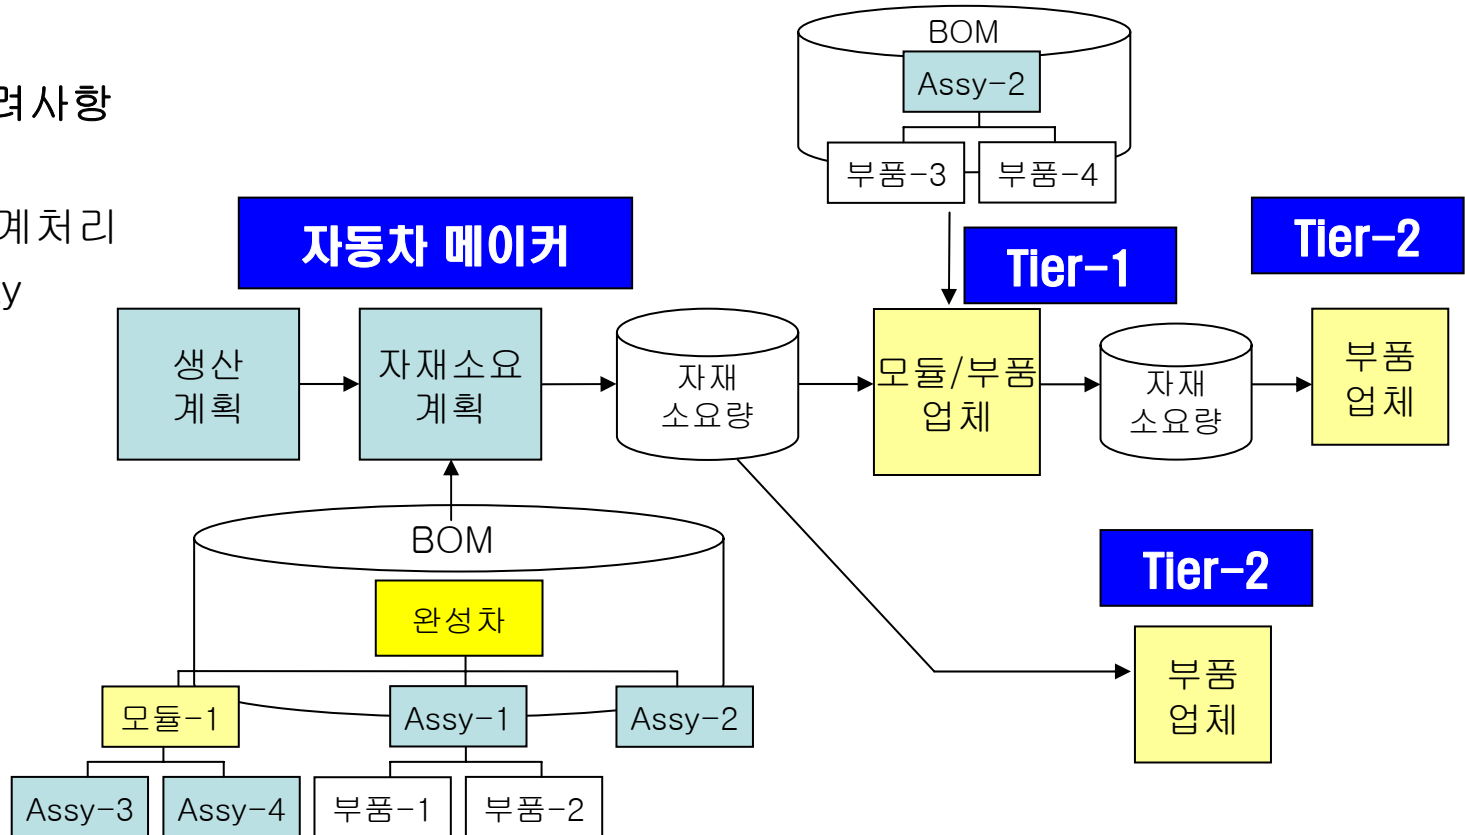 BOM
Assy-2
부품-3
부품-4
려사항
계처리
y
자동차 메이커
Tier-1
Tier-2
생산
계획
자재소요
계획
자재
소요량
모듈/부품
업체
자재
소요량
부품
업체
BOM
완성차
모듈-1
Assy-1
Assy-2
Assy-3
Assy-4
부품-1
부품-2
Tier-2
부품
업체